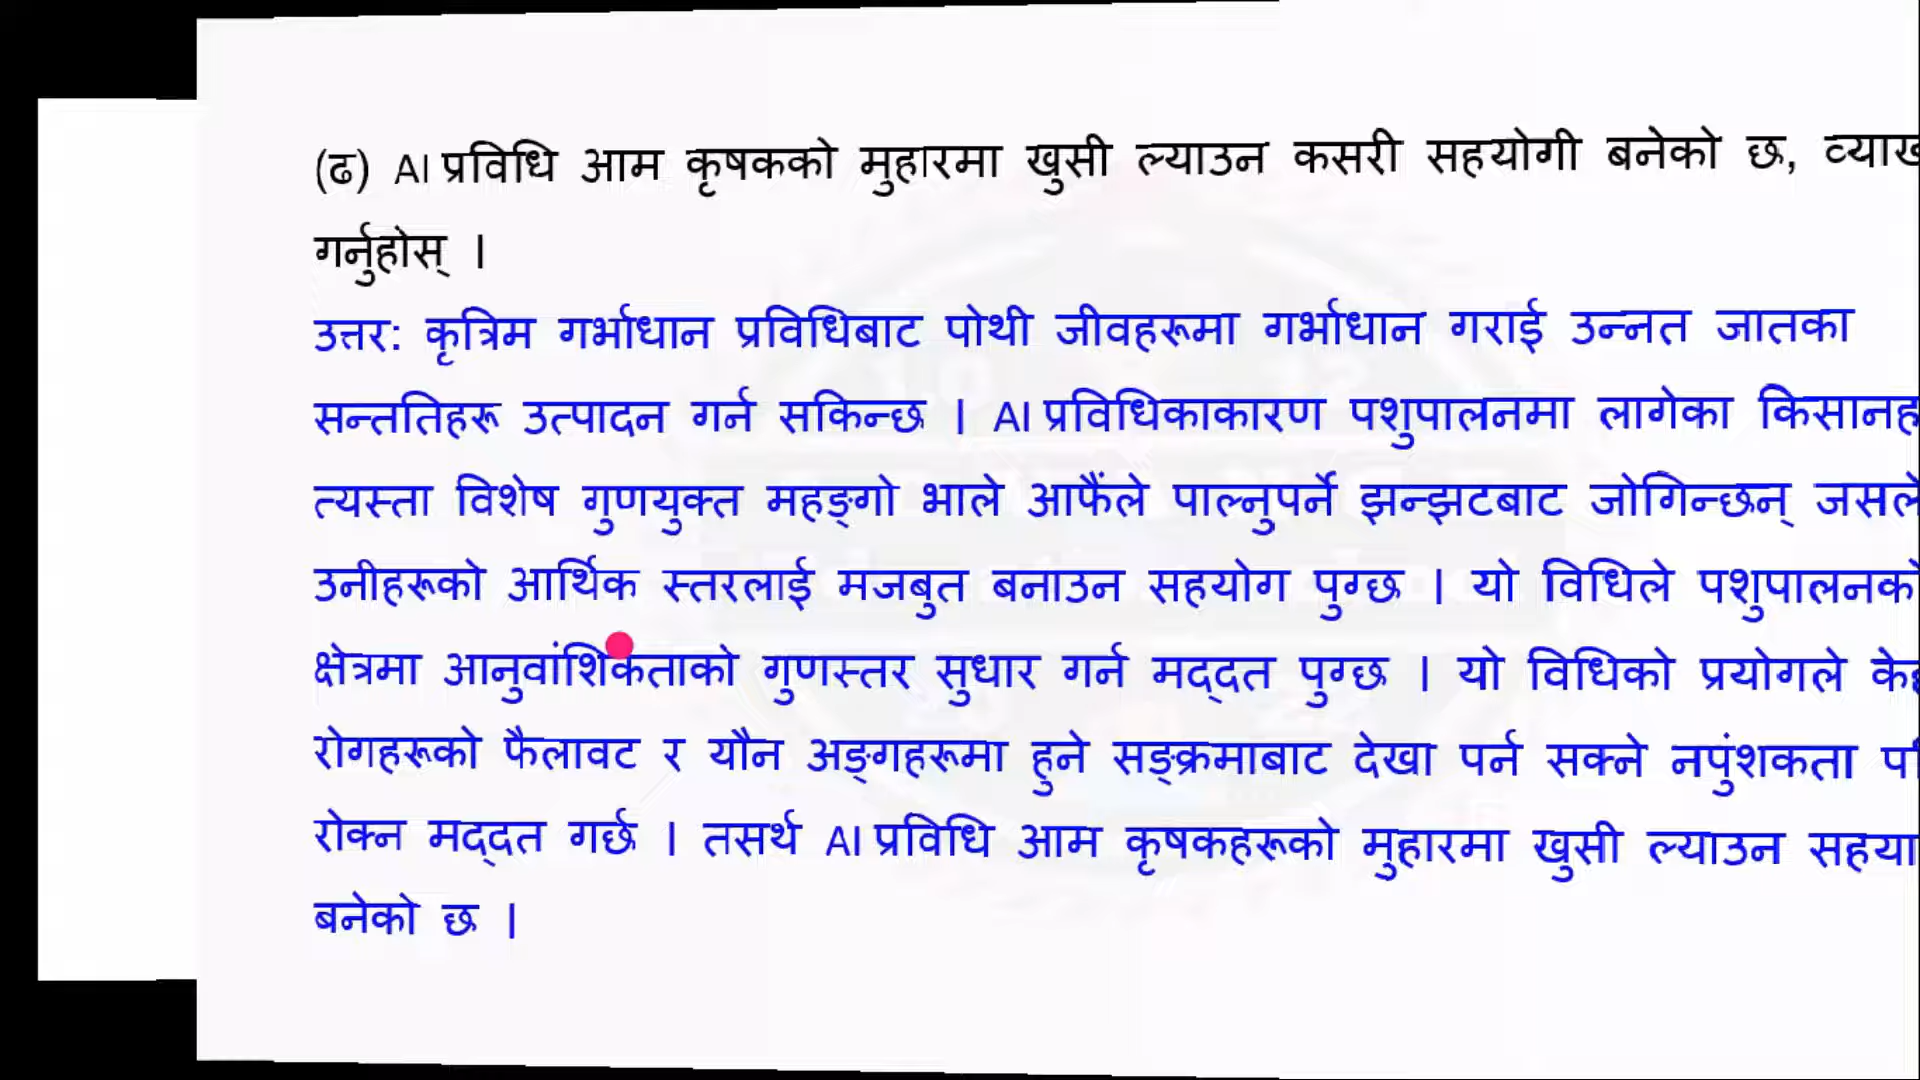 (ढ) AI प्रविधि आम कृषकको मुहारमा खुसी ल्याउन कसरी सहयोगी बनेको छ,
गर्नुहोस् ।
उत्तर: कृत्रिम गर्भाधान प्रविधिबाट पोथी जीवहरूमा गर्भाधान गराई उन्नत जातका
सन्ततिहरू उत्पादन गर्न सकिन्छ । AI प्रविधिकाकारण पशुपालनमा लागेका
त्यस्ता विशेष गुणयुक्त महङ्गो भाले आफैंले पाल्नुपर्ने झन्झटबाट जोगिन्छन् जसले
उनीहरूको आर्थिक स्तरलाई मजबुत बनाउन सहयोग पुग्छ । यो विधिले पशुपालनको
क्षेत्रमा आनुवांशिकताको गुणस्तर सुधार गर्न मद्दत पुग्छ । यो विधिको प्रयोगले
रोगहरूको फैलावट र यौन अङ्गहरूमा हुने सङ्क्रमाबाट देखा पर्न सक्ने नपुंशकता
रोक्न मद्दत गर्छ । तसर्थ AI प्रविधि आम कृषकहरूको मुहारमा खुसी ल्याउन
बनेको छ ।